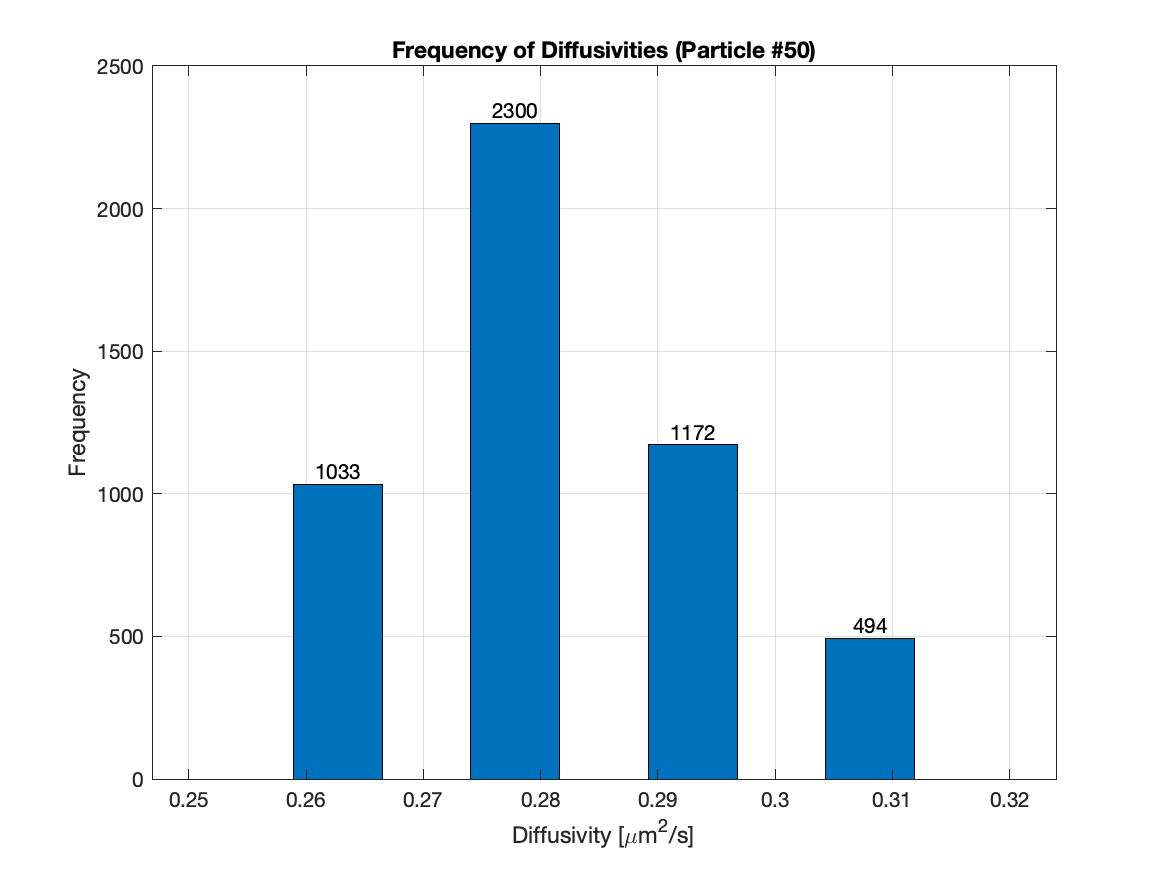 Frequency of Diffusivities (Particle #50)
2500
2000
1500
1000
500
0
Frequency
1033
2300
1172
494
0.25 0.26 0.27 0.28 0.29 0.3 0.31 0.32
Diffusivity [μm²/s]